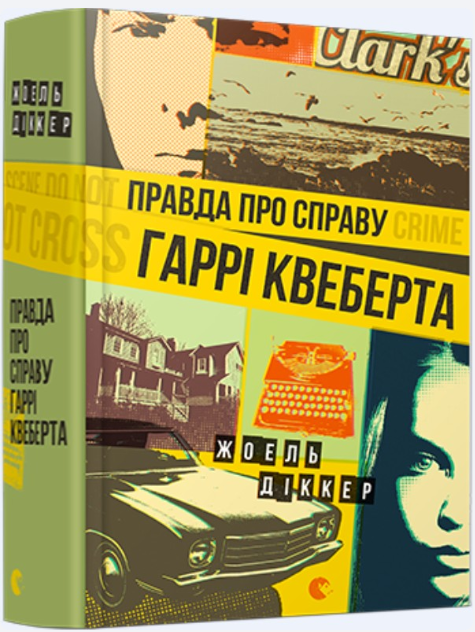 ЖОЕЛЬ
ДІККЕР
ПРАВДА
ПРО
СПРАВУ
ГАРРІ
КВЕБЕРТА
Clark's
SCENE DO NOT
ПРАВДА ПРО СПРАВУ
CRIME
OT CROSS
ГАРРІ КВЕБЕРТА
ЖОЕЛЬ
ДІККЕР